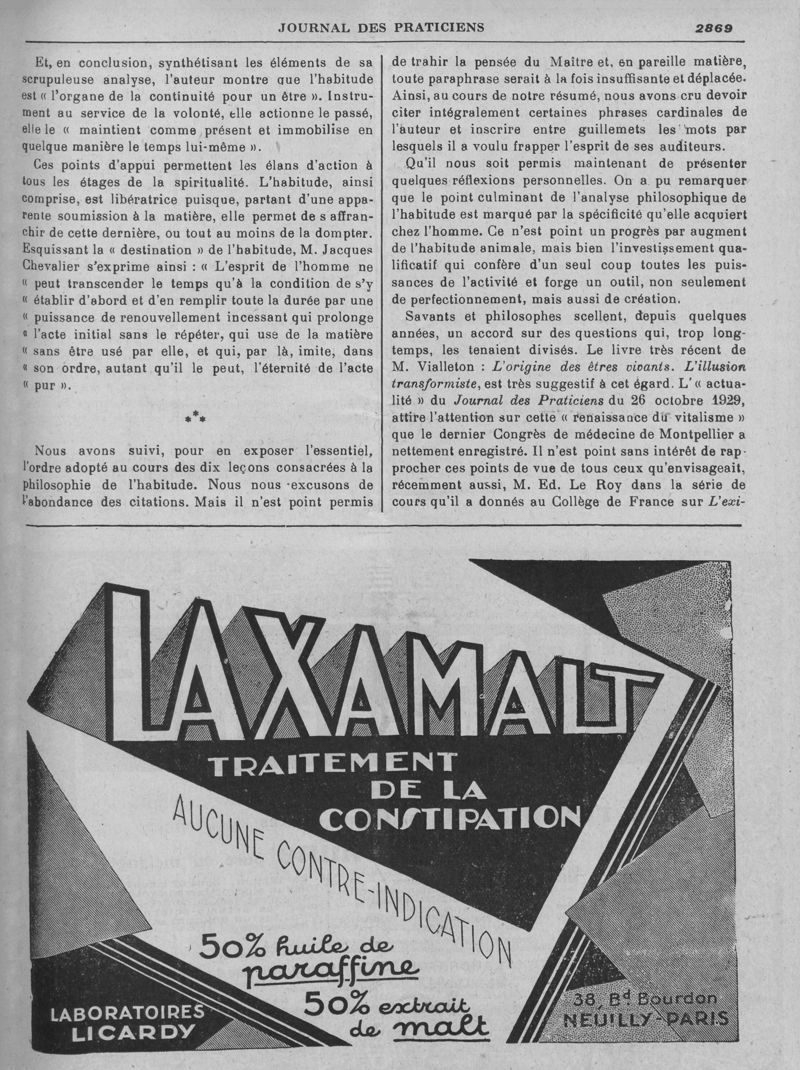 JOURNAL DES PRATICIENS 2869
Et, en conclusion, synthétisant les éléments de sa
scrupuleuse analyse, l'auteur montre que l'habitude
est « l'organe de la continuité pour un être ». Instru-
ment au service de la volonté, elle actionne le passé,
elle le « maintient comme présent et immobilise en
quelque manière le temps lui-même ».
Ces points d'appui permettent les élans d'action à
tous les étages de la spiritualité. L'habitude, ainsi
comprise, est libératrice puisque, partant d'une appa-
rente soumission à la matière, elle permet de s affran-
chir de cette dernière, ou tout au moins de la dompter.
Esquissant la « destination » de l'habitude, M. Jacques
Chevalier s'exprime ainsi : « L'esprit de l'homme ne
« peut transcender le temps qu'à la condition de s'y
« établir d'abord et d'en remplir toute la durée par une
« puissance de renouvellement incessant qui prolonge
« l'acte initial sans le répéter, qui use de la matière
« sans être usé par elle, et qui, par là, imite, dans
« son ordre, autant qu'il le peut, l'éternité de l'acte
« pur ».
***
Nous avons suivi, pour en exposer l'essentiel,
l'ordre adopté au cours des dix leçons consacrées à la
philosophie de l'habitude. Nous nous excusons de
l'abondance des citations. Mais il n'est point permis
de trahir la pensée du Maître et, en pareille matière,
toute paraphrase serait à la fois insuffisante et déplacée.
Ainsi, au cours de notre résumé, nous avons cru devoir
citer intégralement certaines phrases cardinales de
l'auteur et inscrire entre guillemets les mots par
lesquels il a voulu frapper l'esprit de ses auditeurs.
Qu'il nous soit permis maintenant de présenter
quelques réflexions personnelles. On a pu remarquer
que le point culminant de l'analyse philosophique de
l'habitude est marqué par la spécificité qu'elle acquiert
chez l'homme. Ce n'est point un progrès par augment
de l'habitude animale, mais bien l'investissement qua-
lificatif qui confère d'un seul coup toutes les puis-
sances de l'activité et forge un outil, non seulement
de perfectionnement, mais aussi de création.
Savants et philosophes scellent, depuis quelques
années, un accord sur des questions qui, trop long-
temps, les tenaient divisés. Le livre très récent de
M. Vialleton : L'origine des êtres vivants. L'illusion
transformiste, est très suggestif à cet égard. L' « actua-
lité » du Journal des Praticiens du 26 octobre 1929,
attire l'attention sur cette « renaissance du vitalisme »
que le dernier Congrès de médecine de Montpellier a
nettement enregistré. Il n'est point sans intérêt de rap-
procher ces points de vue de tous ceux qu'envisageait,
récemment aussi, M. Ed. Le Roy dans la série de
cours qu'il a donnés au Collège de France sur L'exi-
LAXAMALT
TRAITEMENT
DE LA
CONSTIPATION
AUCUNE CONTRE-INDICATION
50% huile de
paraffine
50% extrait
de malt
LABORATOIRES
LICARDY
38, Bd Bourdon
NEUILLY-PARIS